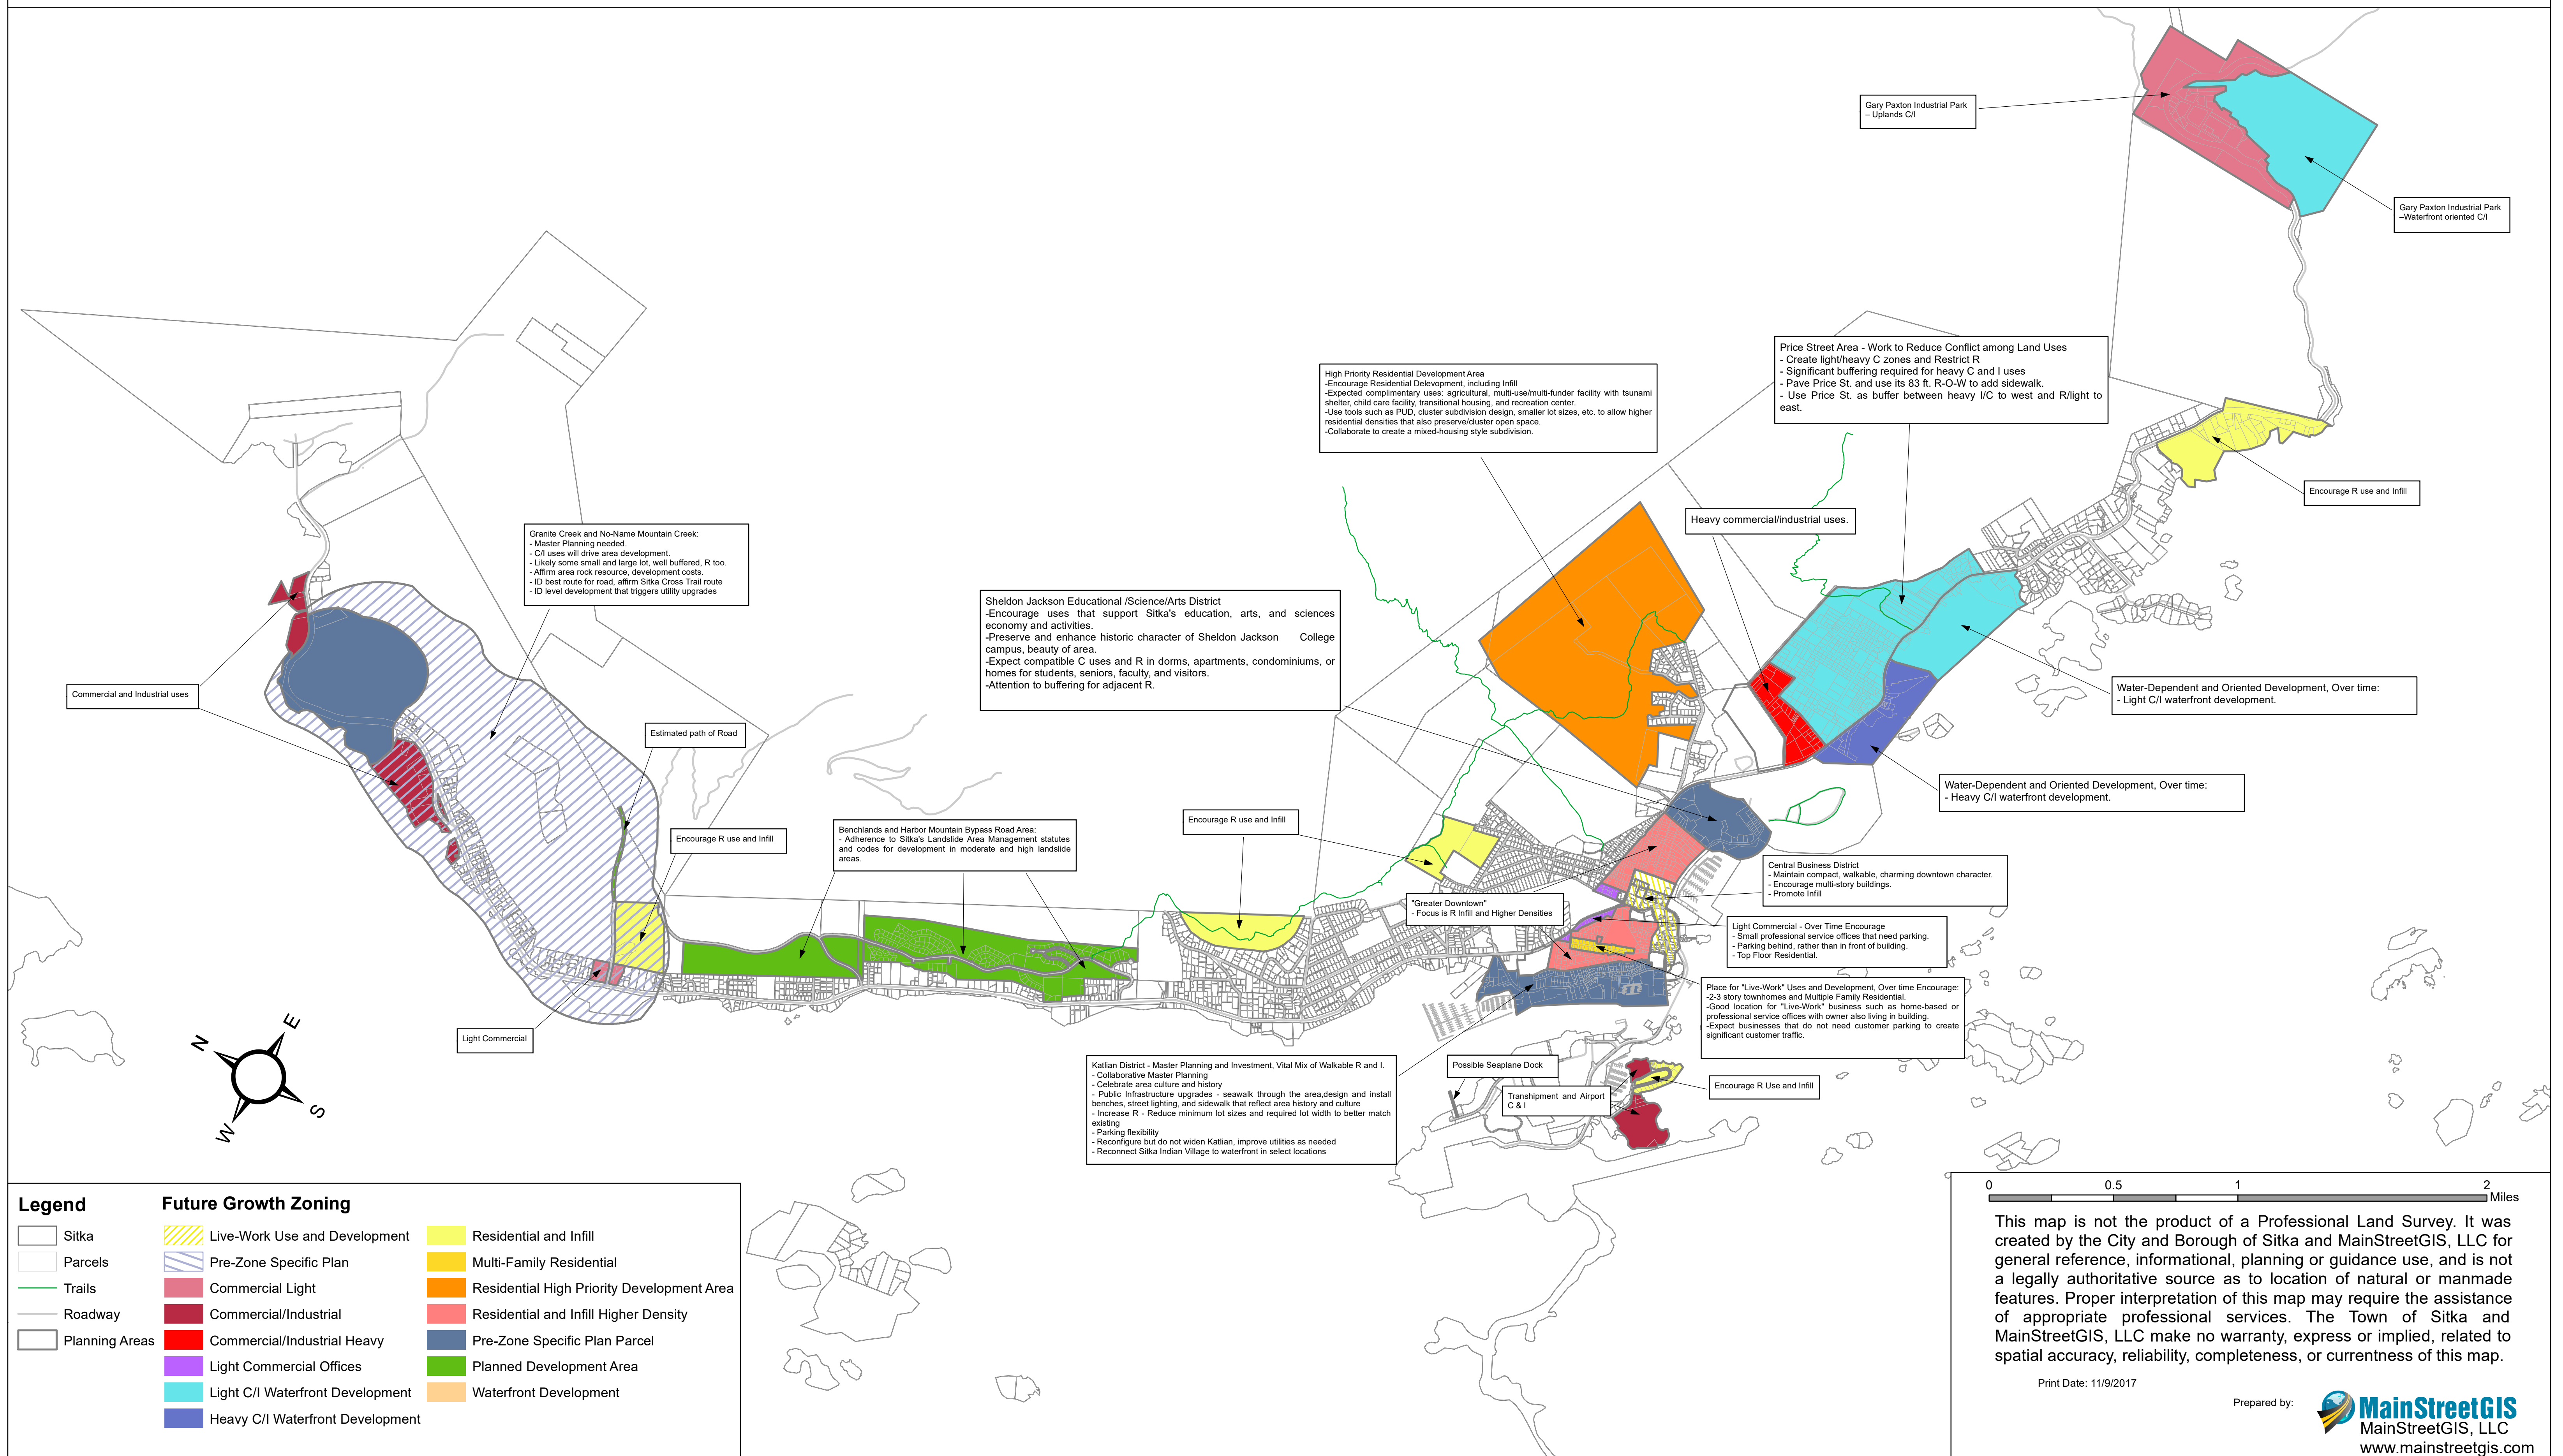 Gary Paxton Industrial Park
– Uplands C/I
Gary Paxton Industrial Park
–Waterfront oriented C/I
Price Street Area - Work to Reduce Conflict among Land Uses
- Create light/heavy C zones and Restrict R
- Significant buffering required for heavy C and I uses
- Pave Price St. and use its 83 ft. R-O-W to add sidewalk.
- Use Price St. as buffer between heavy I/C to west and R/light to
east.
High Priority Residential Development Area
-Encourage Residential Delevopment, including Infill
-Expected complimentary uses: agricultural, multi-use/multi-funder facility with tsunami
shelter, child care facility, transitional housing, and recreation center.
-Use tools such as PUD, cluster subdivision design, smaller lot sizes, etc. to allow higher
residential densities that also preserve/cluster open space.
-Collaborate to create a mixed-housing style subdivision.
Encourage R use and Infill
Heavy commercial/industrial uses.
Granite Creek and No-Name Mountain Creek:
- Master Planning needed.
- C/I uses will drive area development.
- Likely some small and large lot, well buffered, R too.
- Affirm area rock resource, development costs.
- ID best route for road, affirm Sitka Cross Trail route
- ID level development that triggers utility upgrades
Sheldon Jackson Educational /Science/Arts District
-Encourage uses that support Sitka's education, arts, and sciences
economy and activities.
-Preserve and enhance historic character of Sheldon Jackson College
campus, beauty of area.
-Expect compatible C uses and R in dorms, apartments, condominiums, or
homes for students, seniors, faculty, and visitors.
-Attention to buffering for adjacent R.
Commercial and Industrial uses
Water-Dependent and Oriented Development, Over time:
- Light C/I waterfront development.
Estimated path of Road
Water-Dependent and Oriented Development, Over time:
- Heavy C/I waterfront development.
Encourage R use and Infill
Encourage R use and Infill
Benchlands and Harbor Mountain Bypass Road Area:
- Adherence to Sitka's Landslide Area Management statutes
and codes for development in moderate and high landslide
areas.
Central Business District
- Maintain compact, walkable, charming downtown character.
- Encourage multi-story buildings.
- Promote Infill
"Greater Downtown"
- Focus is R Infill and Higher Densities
Light Commercial - Over Time Encourage
- Small professional service offices that need parking.
- Parking behind, rather than in front of building.
- Top Floor Residential.
Place for "Live-Work" Uses and Development, Over time Encourage:
-2-3 story townhomes and Multiple Family Residential.
-Good location for "Live-Work" business such as home-based or
professional service offices with owner also living in building.
-Expect businesses that do not need customer parking to create
significant customer traffic.
Light Commercial
Katlian District - Master Planning and Investment, Vital Mix of Walkable R and I.
- Collaborative Master Planning
- Celebrate area culture and history
- Public Infrastructure upgrades - seawalk through the area,design and install
benches, street lighting, and sidewalk that reflect area history and culture
- Increase R - Reduce minimum lot sizes and required lot width to better match
existing
- Parking flexibility
- Reconfigure but do not widen Katlian, improve utilities as needed
- Reconnect Sitka Indian Village to waterfront in select locations
Possible Seaplane Dock
Transhipment and Airport
C & I
Encourage R Use and Infill
N
E
S
W
Legend
Sitka
Parcels
Trails
Roadway
Planning Areas
Future Growth Zoning
Live-Work Use and Development
Pre-Zone Specific Plan
Commercial Light
Commercial/Industrial
Commercial/Industrial Heavy
Light Commercial Offices
Light C/I Waterfront Development
Heavy C/I Waterfront Development
Residential and Infill
Multi-Family Residential
Residential High Priority Development Area
Residential and Infill Higher Density
Pre-Zone Specific Plan Parcel
Planned Development Area
Waterfront Development
0 0.5 1 2
Miles
This map is not the product of a Professional Land Survey. It was
created by the City and Borough of Sitka and MainStreetGIS, LLC for
general reference, informational, planning or guidance use, and is not
a legally authoritative source as to location of natural or manmade
features. Proper interpretation of this map may require the assistance
of appropriate professional services. The Town of Sitka and
MainStreetGIS, LLC make no warranty, express or implied, related to
spatial accuracy, reliability, completeness, or currentness of this map.
Print Date: 11/9/2017
Prepared by:
MainStreetGIS
MainStreetGIS, LLC
www.mainstreetgis.com